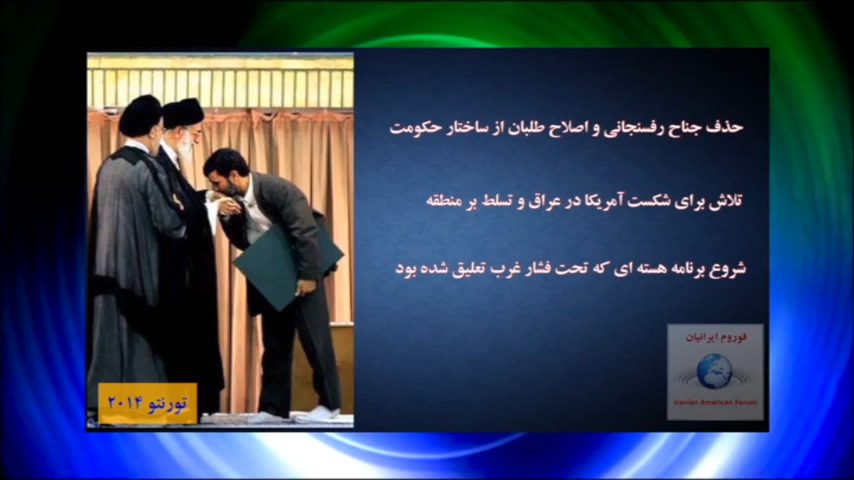 حذف جناح رفسنجانی و اصلاح طلبان از ساختار حکومت
تلاش برای شکست آمریکا در عراق و تسلط بر منطقه
شروع برنامه هسته ای که تحت فشار غرب تعلیق شده بود
فوروم ایرانیان
Iranian American Forum
تورنتو ۲۰۱۴